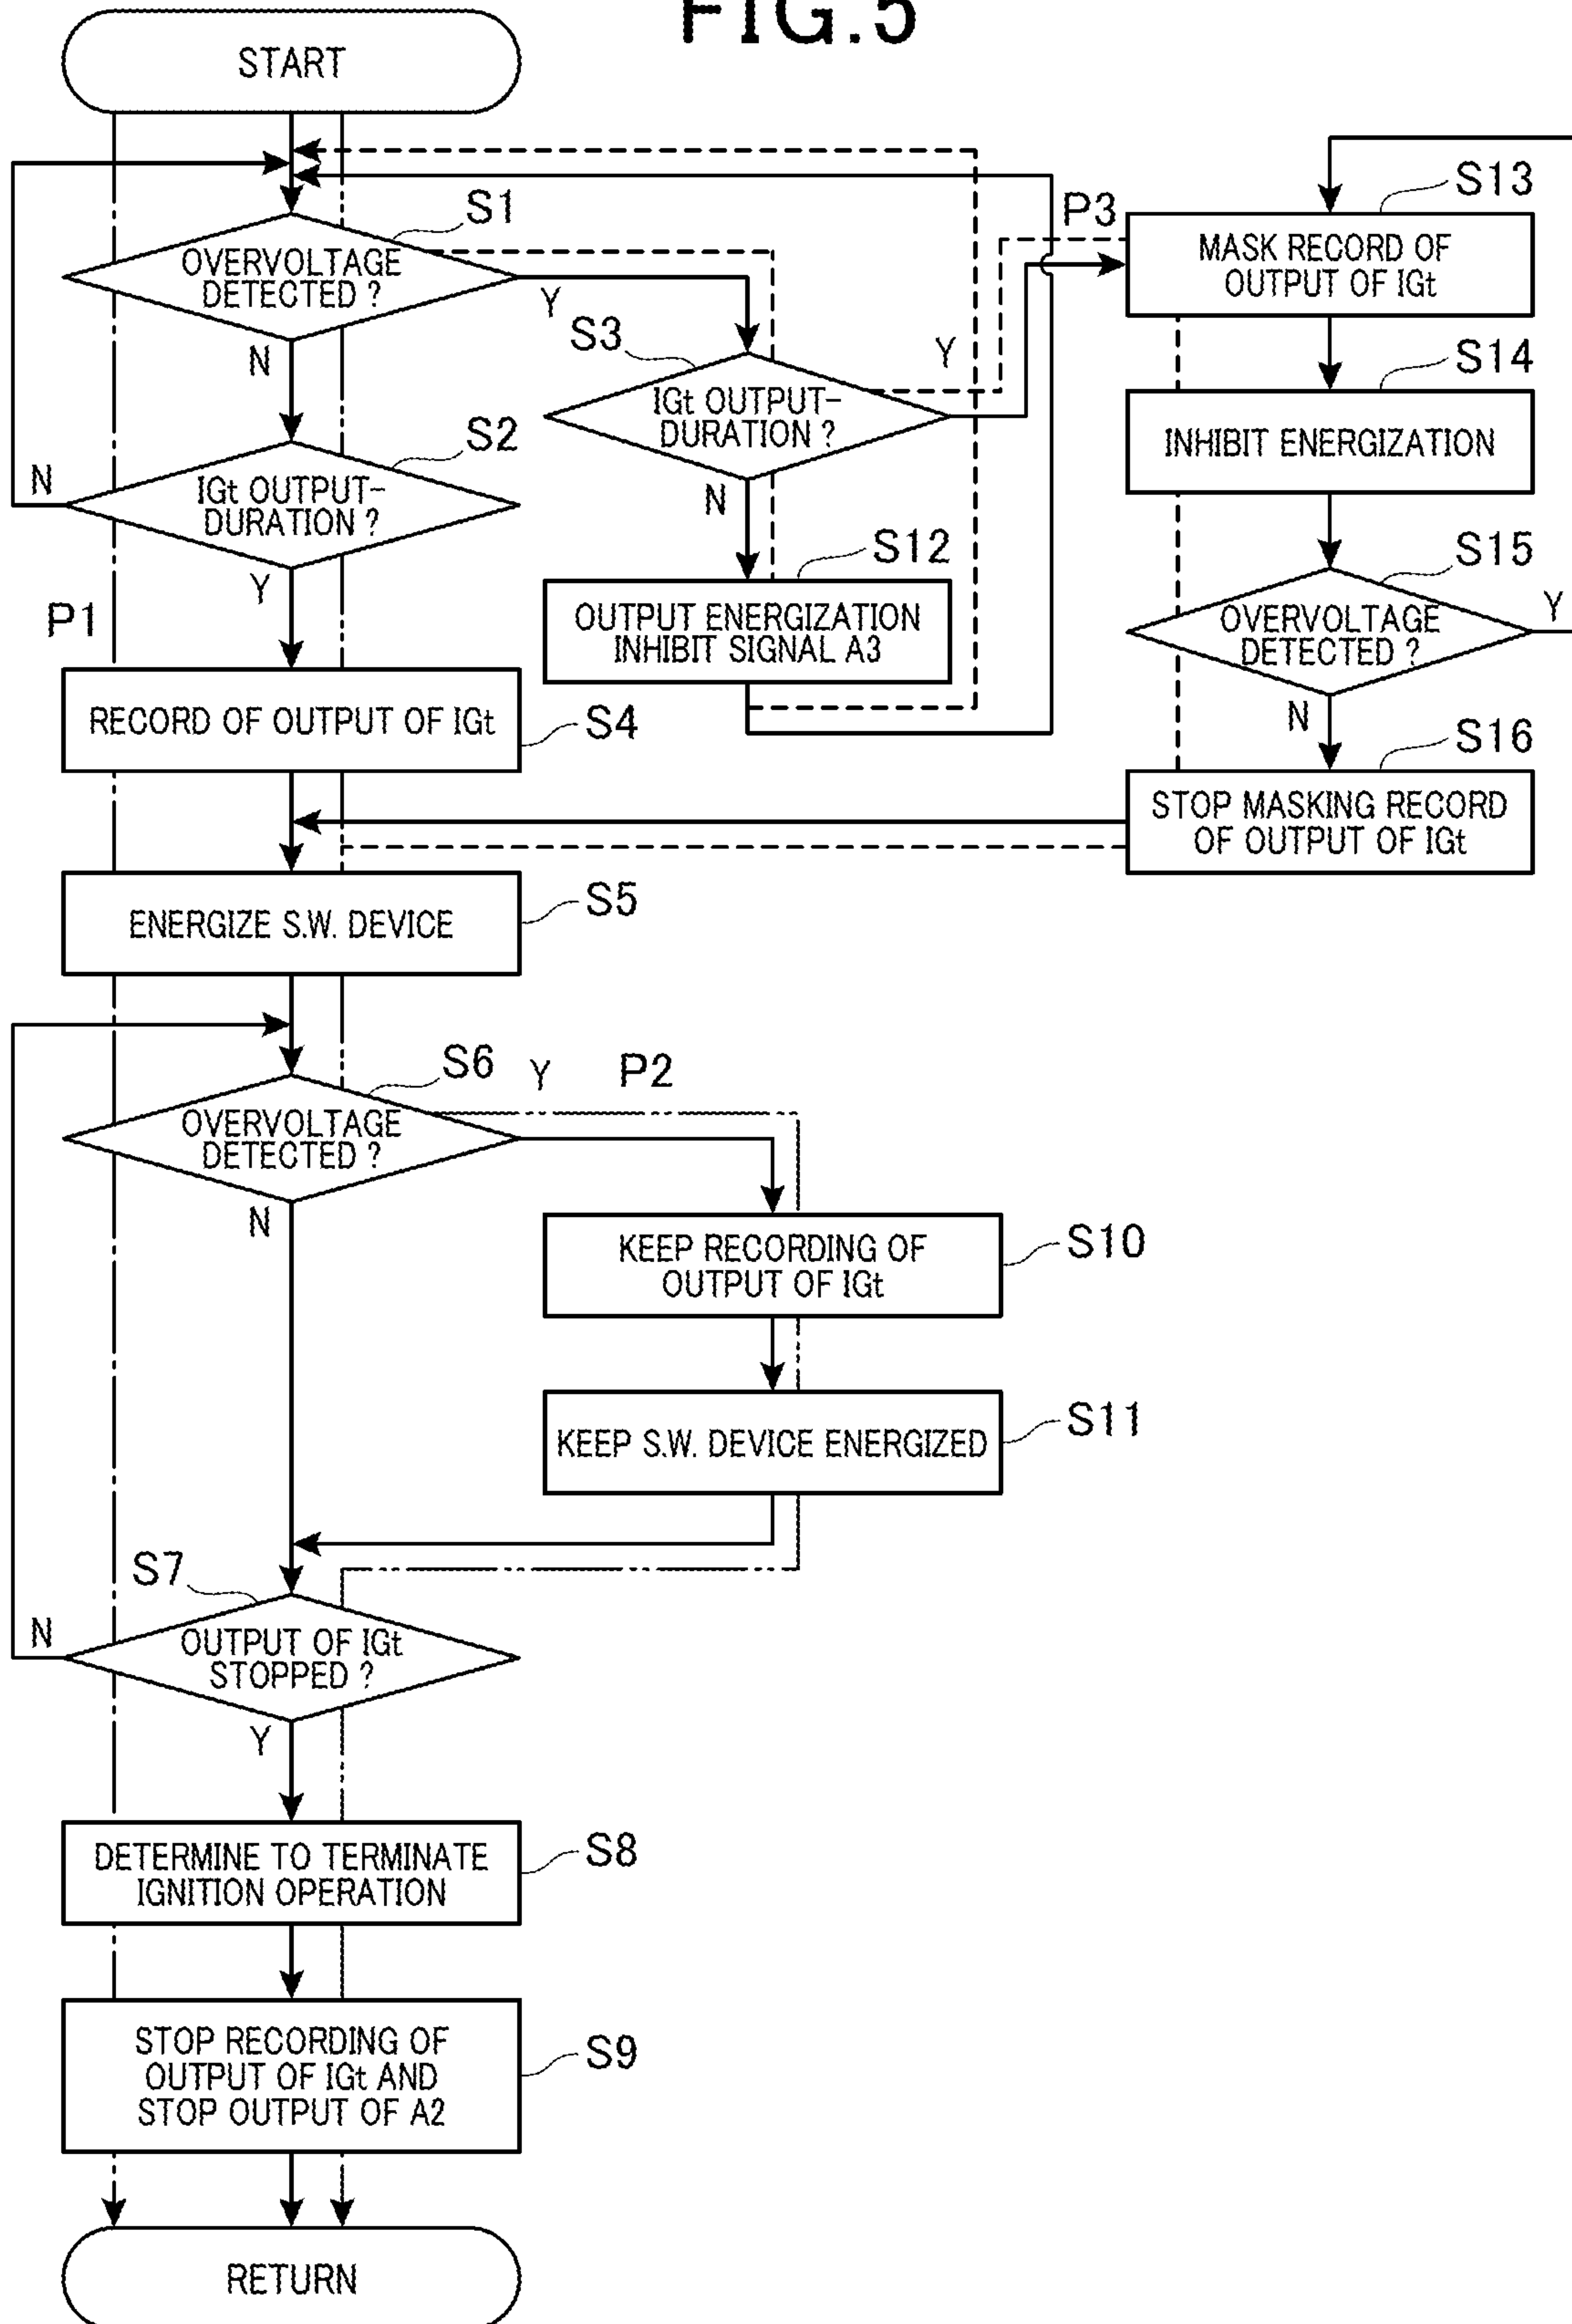 FIG.5
START
S1
OVERVOLTAGE
DETECTED ?
Y
N
S2
IGt OUTPUT-
DURATION ?
N
Y
S3
IGt OUTPUT-
DURATION ?
Y
N
P3
S12
OUTPUT ENERGIZATION
INHIBIT SIGNAL A3
S13
MASK RECORD OF
OUTPUT OF IGt
S14
INHIBIT ENERGIZATION
S15
OVERVOLTAGE
DETECTED ?
Y
N
S16
STOP MASKING RECORD
OF OUTPUT OF IGt
P1
RECORD OF OUTPUT OF IGt
S4
ENERGIZE S.W. DEVICE
S5
S6
Y
P2
OVERVOLTAGE
DETECTED ?
N
KEEP RECORDING OF
OUTPUT OF IGt
S10
KEEP S.W. DEVICE ENERGIZED
S11
S7
N
OUTPUT OF IGt
STOPPED ?
Y
DETERMINE TO TERMINATE
IGNITION OPERATION
S8
STOP RECORDING OF
OUTPUT OF IGt AND
STOP OUTPUT OF A2
S9
RETURN